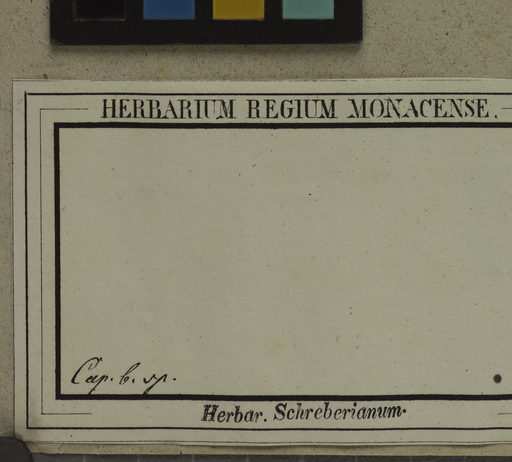 HERBARIUM REGIUM MONACENSE.
Cap. b. sp.
Herbar. Schreberianum.